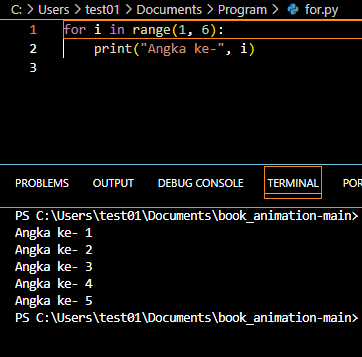 C: > Users > test01 > Documents > Program > for.py
1 for i in range(1, 6):
2     print("Angka ke-", i)
3
PROBLEMS OUTPUT DEBUG CONSOLE TERMINAL POR
PS C:\Users\test01\Documents\book_animation-main>
Angka ke- 1
Angka ke- 2
Angka ke- 3
Angka ke- 4
Angka ke- 5
PS C:\Users\test01\Documents\book_animation-main>